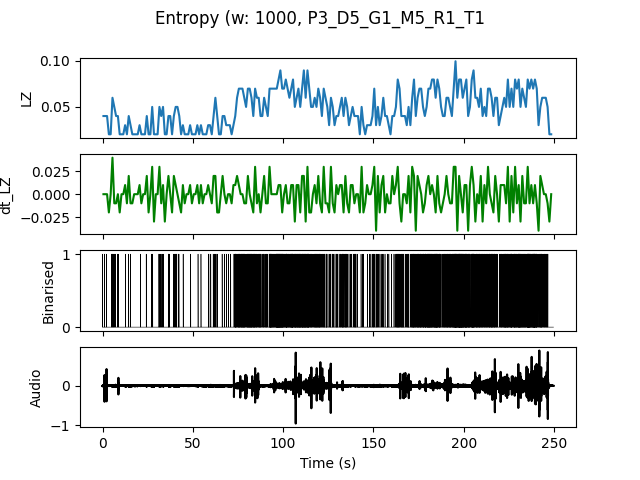 Entropy (w: 1000, P3_D5_G1_M5_R1_T1
0.10
0.05
LZ
0.025
0.000
−0.025
dt_LZ
1
0
Binarised
0
−1
Audio
0 50 100 150 200 250
Time (s)